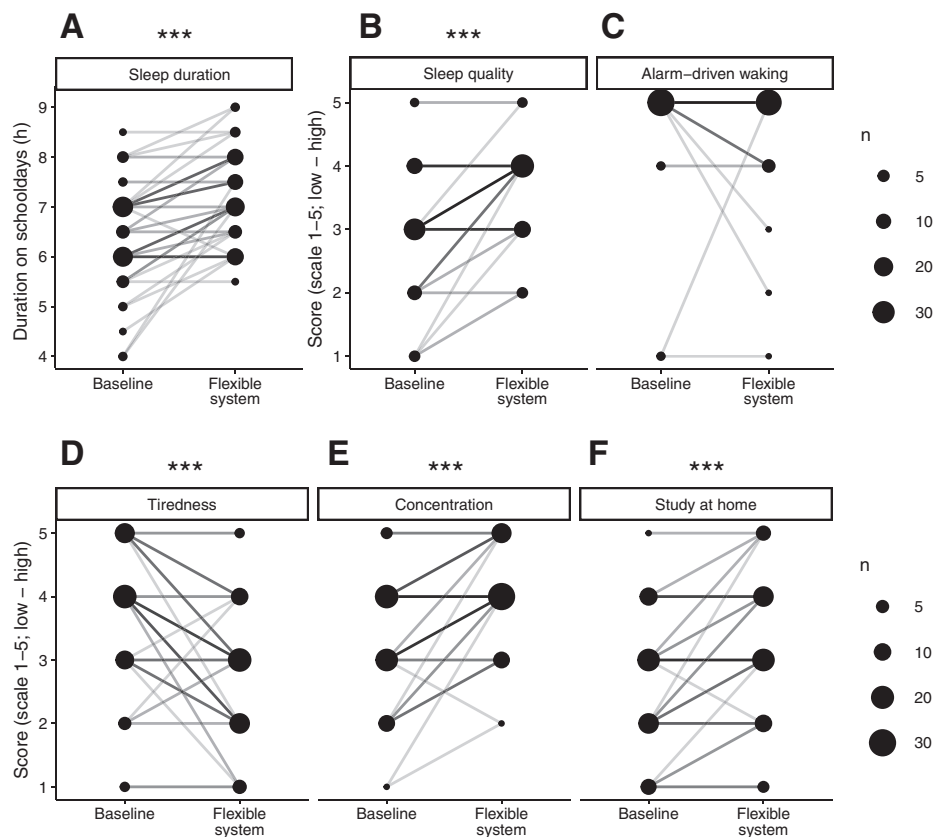 A
***
Sleep duration
Duration on schooldays (h)
9
8
7
6
5
4
Baseline
Flexible
system
B
***
Sleep quality
Score (scale 1–5; low – high)
5
4
3
2
1
Baseline
Flexible
system
C
Alarm–driven waking
Baseline
Flexible
system
n
5
10
20
30
D
***
Tiredness
Score (scale 1–5; low – high)
5
4
3
2
1
Baseline
Flexible
system
E
***
Concentration
Baseline
Flexible
system
F
***
Study at home
Baseline
Flexible
system
n
5
10
20
30